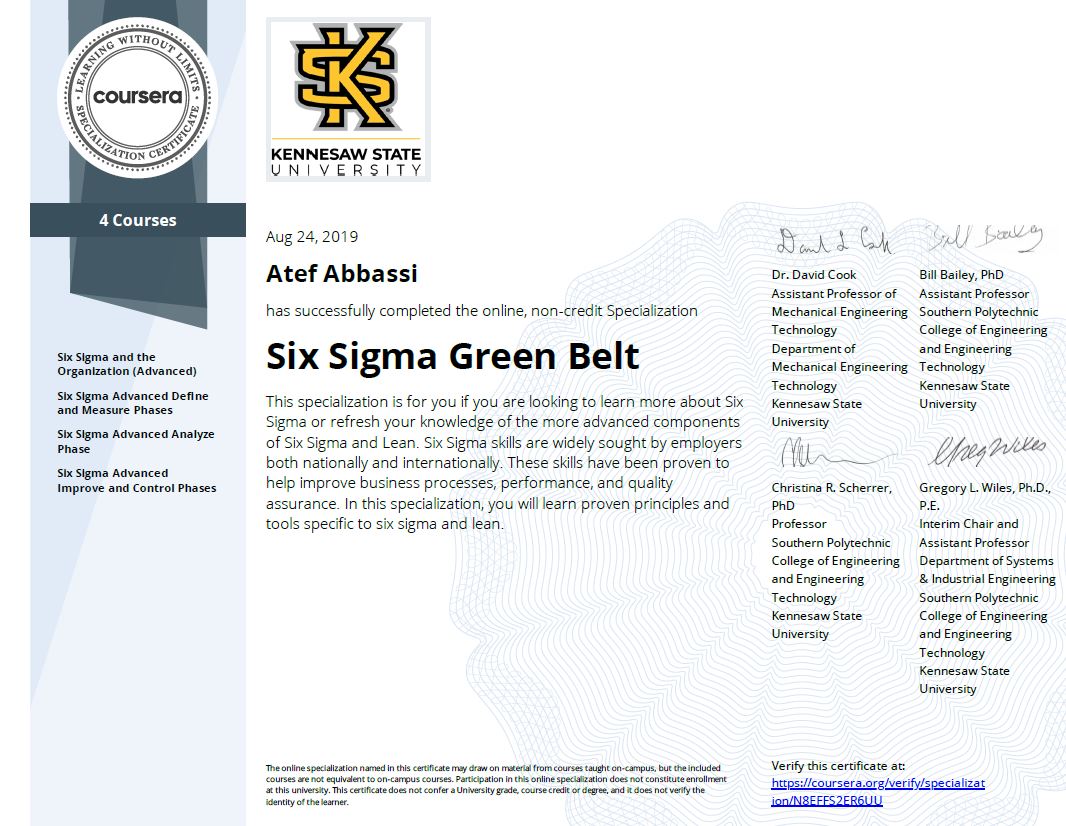 LEARNING WITHOUT LIMITS
coursera
SPECIALIZATION CERTIFICATE
4 Courses
Six Sigma and the
Organization (Advanced)
Six Sigma Advanced Define
and Measure Phases
Six Sigma Advanced Analyze
Phase
Six Sigma Advanced
Improve and Control Phases
KS
KENNESAW STATE
UNIVERSITY
Aug 24, 2019
Atef Abbassi
has successfully completed the online, non-credit Specialization
Six Sigma Green Belt
This specialization is for you if you are looking to learn more about Six
Sigma or refresh your knowledge of the more advanced components
of Six Sigma and Lean. Six Sigma skills are widely sought by employers
both nationally and internationally. These skills have been proven to
help improve business processes, performance, and quality
assurance. In this specialization, you will learn proven principles and
tools specific to six sigma and lean.
The online specialization named in this certificate may draw on material from courses taught on-campus, but the included
courses are not equivalent to on-campus courses. Participation in this online specialization does not constitute enrollment
at this university. This certificate does not confer a University grade, course credit or degree, and it does not verify the
identity of the learner.
David L Cook
Dr. David Cook
Assistant Professor of
Mechanical Engineering
Technology
Department of
Mechanical Engineering
Technology
Kennesaw State
University
Bill Bailey
Bill Bailey, PhD
Assistant Professor
Southern Polytechnic
College of Engineering
and Engineering
Technology
Kennesaw State
University
Christina R. Scherrer,
PhD
Professor
Southern Polytechnic
College of Engineering
and Engineering
Technology
Kennesaw State
University
Greg Wiles
Gregory L. Wiles, Ph.D.,
P.E.
Interim Chair and
Assistant Professor
Department of Systems
& Industrial Engineering
Southern Polytechnic
College of Engineering
and Engineering
Technology
Kennesaw State
University
Verify this certificate at:
https://coursera.org/verify/specializat
ion/N8EFFS2ER6UU